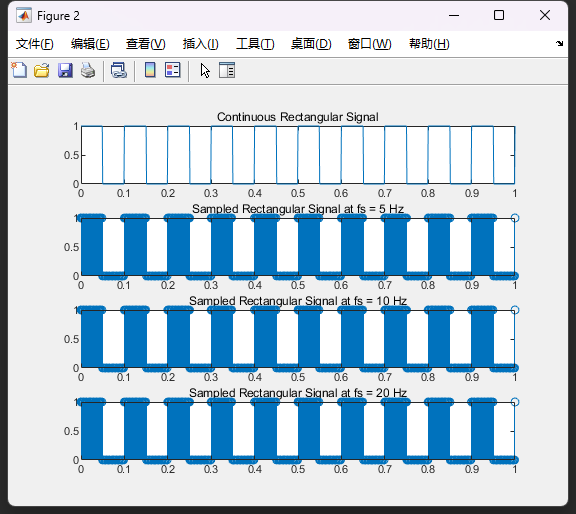 Figure 2
文件(F) 编辑(E) 查看(V) 插入(I) 工具(T) 桌面(D) 窗口(W) 帮助(H)
Continuous Rectangular Signal
1
0.5
0
0 0.1 0.2 0.3 0.4 0.5 0.6 0.7 0.8 0.9 1
Sampled Rectangular Signal at fs = 5 Hz
1
0.5
0
0 0.1 0.2 0.3 0.4 0.5 0.6 0.7 0.8 0.9 1
Sampled Rectangular Signal at fs = 10 Hz
1
0.5
0
0 0.1 0.2 0.3 0.4 0.5 0.6 0.7 0.8 0.9 1
Sampled Rectangular Signal at fs = 20 Hz
1
0.5
0
0 0.1 0.2 0.3 0.4 0.5 0.6 0.7 0.8 0.9 1